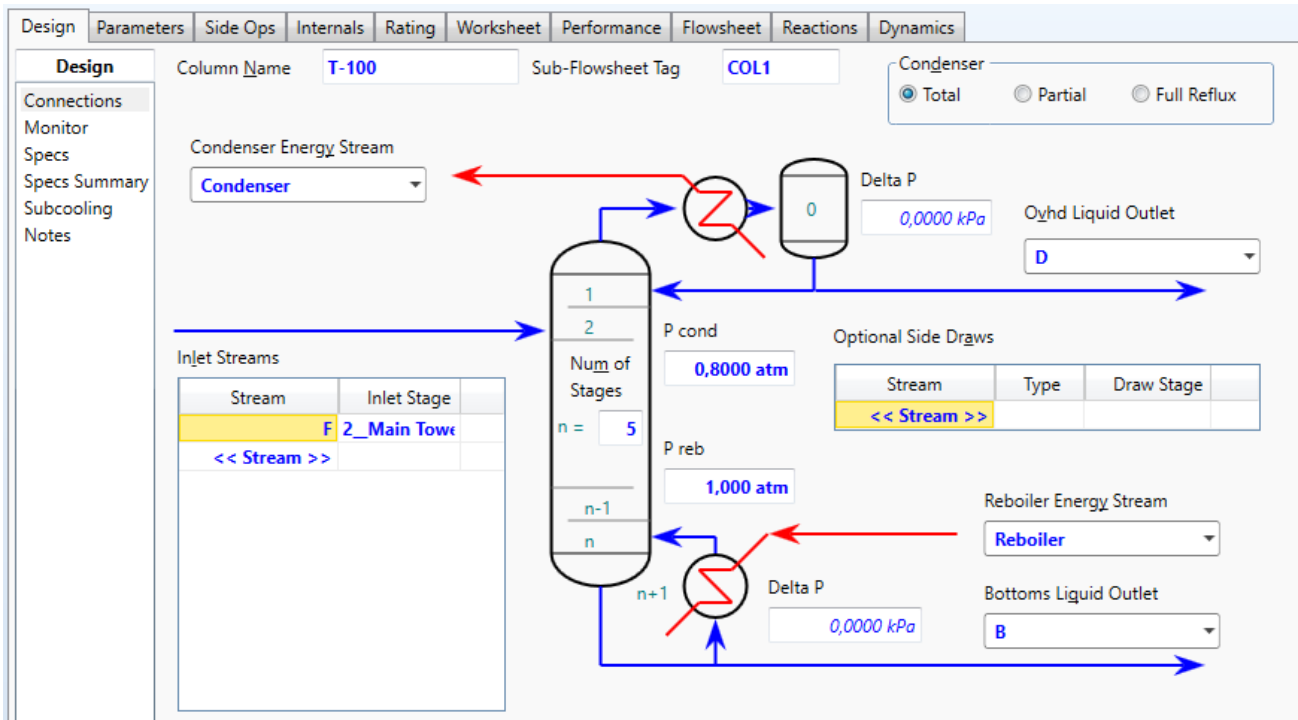 Design Parameters Side Ops Internals Rating Worksheet Performance Flowsheet Reactions Dynamics
Design
Connections
Monitor
Specs
Specs Summary
Subcooling
Notes
Column Name T-100 Sub-Flowsheet Tag COL1
Condenser
Total Partial Full Reflux
Condenser Energy Stream
Condenser
0
Delta P
0,0000 kPa
Ovhd Liquid Outlet
D
1
2
Num of
Stages
n = 5
n-1
n
n+1
P cond
0,8000 atm
P reb
1,000 atm
Inlet Streams
Stream Inlet Stage
F 2__Main Towe
<< Stream >>
Optional Side Draws
Stream Type Draw Stage
<< Stream >>
Delta P
0,0000 kPa
Reboiler Energy Stream
Reboiler
Bottoms Liquid Outlet
B